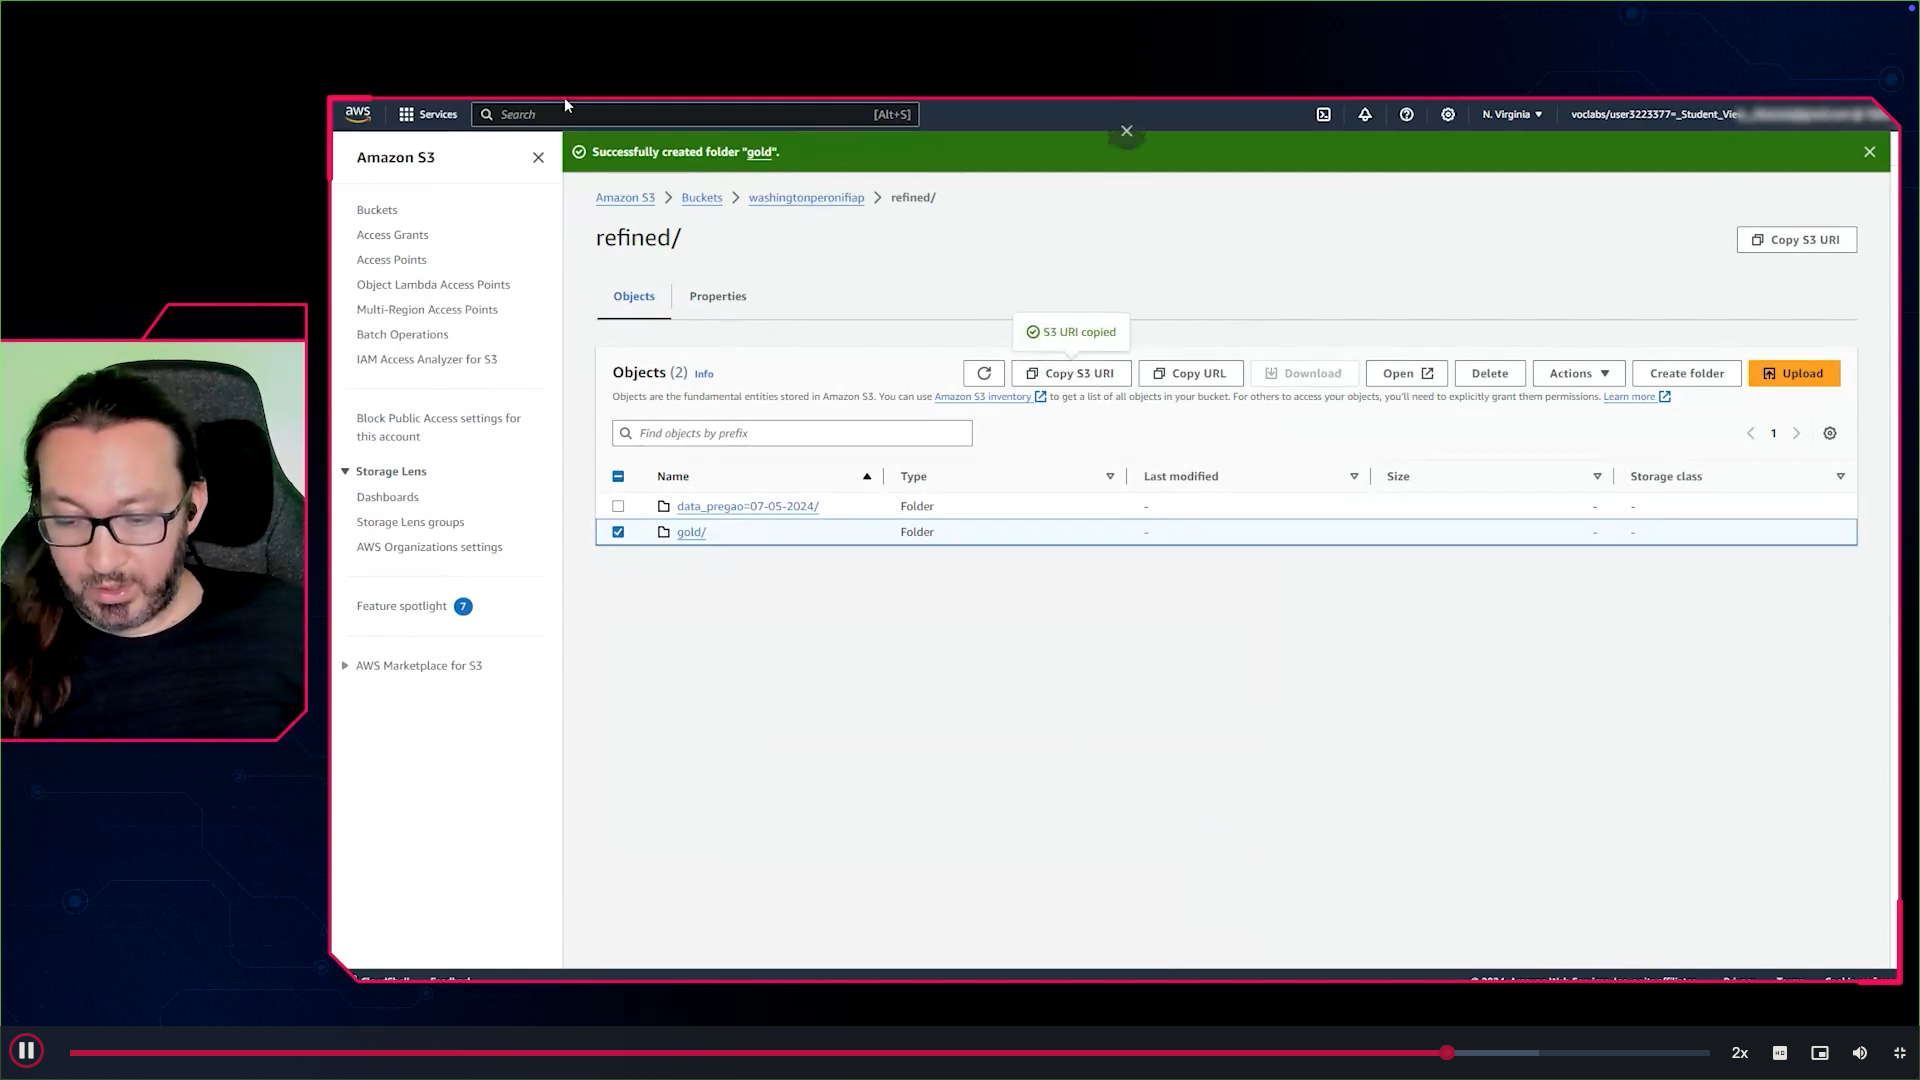 aws
Services
Search
[Alt+S]
N. Virginia
Amazon S3
Successfully created folder "gold".
Amazon S3 > Buckets > washingtonperonifiap > refined/
refined/
Copy S3 URI
Buckets
Access Grants
Access Points
Object Lambda Access Points
Multi-Region Access Points
Batch Operations
IAM Access Analyzer for S3
Block Public Access settings for
this account
Storage Lens
Dashboards
Storage Lens groups
AWS Organizations settings
Feature spotlight 7
AWS Marketplace for S3
Objects
Properties
S3 URI copied
Objects (2) Info
Copy S3 URI
Copy URL
Download
Open
Delete
Actions
Create folder
Upload
Objects are the fundamental entities stored in Amazon S3. You can use Amazon S3 inventory to get a list of all objects in your bucket. For others to access your objects, you'll need to explicitly grant them permissions. Learn more
Find objects by prefix
1
Name Type Last modified Size Storage class
data_pregao=07-05-2024/ Folder - - -
gold/ Folder - - -
2x